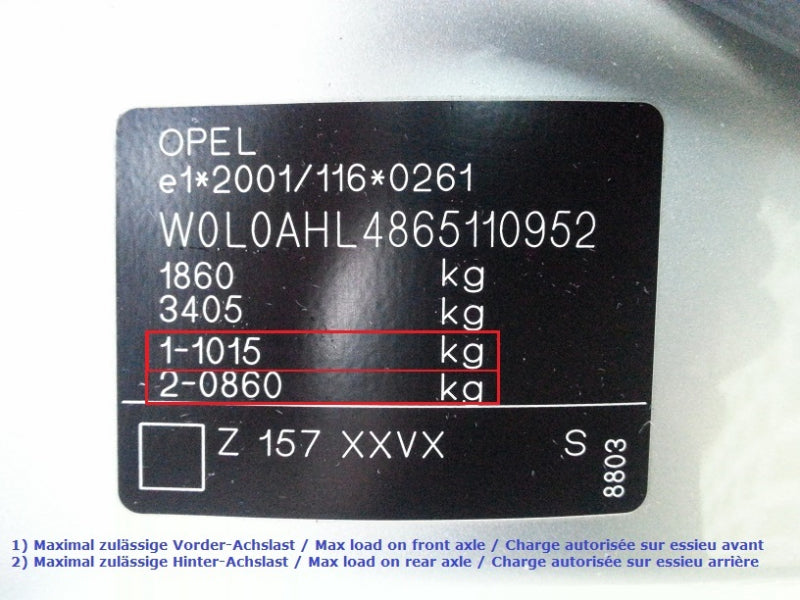 OPEL
e1*2001/116*0261
W0L0AHL4865110952
1860 kg
3405 kg
1-1015 kg
2-0860 kg
Z 157 XXVX S 8803
1) Maximal zulässige Vorder-Achslast / Max load on front axle / Charge autorisée sur essieu avant
2) Maximal zulässige Hinter-Achslast / Max load on rear axle / Charge autorisée sur essieu arrière